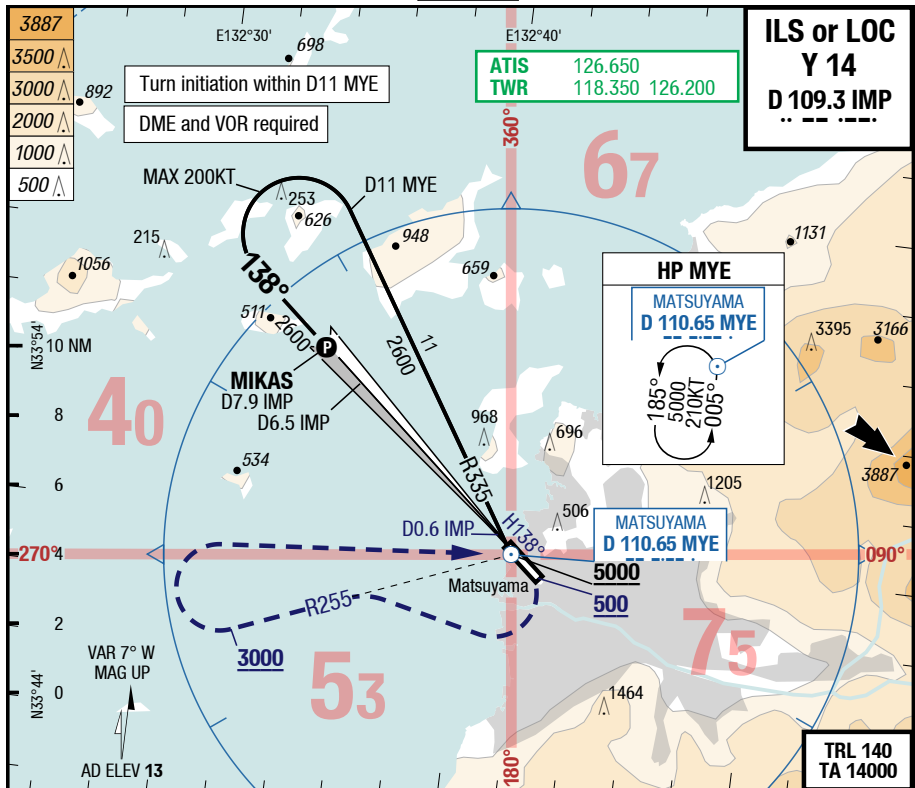 3887
3500
3000
2000
1000
500
E132°30'
698
E132°40'
ILS or LOC
Y 14
D 109.3 IMP
ATIS 126.650
TWR 118.350 126.200
892
Turn initiation within D11 MYE
DME and VOR required
360°
67
MAX 200KT
D11 MYE
253
626
215
948
1131
1056
659
138°
HP MYE
MATSUYAMA
D 110.65 MYE
185°
5000
210KT
005°
511
2600
11
2600
3395
3166
N33°54'
10 NM
P
MIKAS
D7.9 IMP
D6.5 IMP
40
8
968
696
3887
534
6
R335
1205
506
D0.6 IMP
H138°
MATSUYAMA
D 110.65 MYE
270°
4
090°
5000
Matsuyama
500
R255
2
3000
VAR 7° W
MAG UP
53
75
N33°44'
0
1464
180°
AD ELEV 13
TRL 140
TA 14000